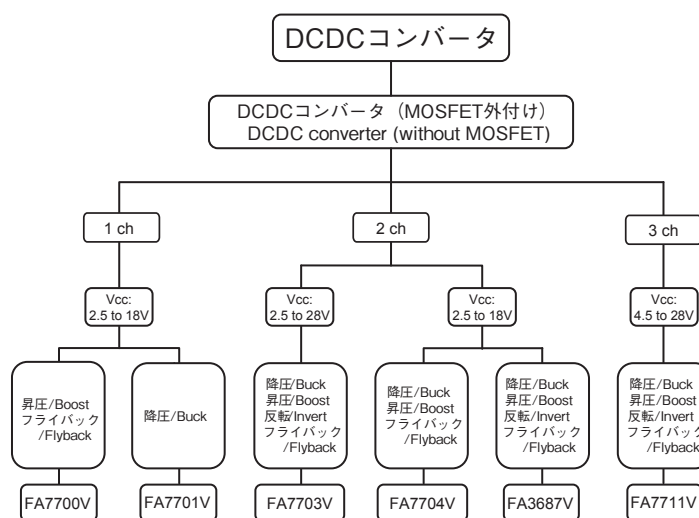 DCDCコンバータ
DCDCコンバータ（MOSFET外付け）
DCDC converter (without MOSFET)
1 ch
2 ch
3 ch
Vcc:
2.5 to 18V
Vcc:
2.5 to 28V
Vcc:
2.5 to 18V
Vcc:
4.5 to 28V
昇圧/Boost
フライバック
/Flyback
降圧/Buck
降圧/Buck
昇圧/Boost
反転/Invert
フライバック
/Flyback
降圧/Buck
昇圧/Boost
フライバック
/Flyback
降圧/Buck
昇圧/Boost
反転/Invert
フライバック
/Flyback
降圧/Buck
昇圧/Boost
反転/Invert
フライバック
/Flyback
FA7700V
FA7701V
FA7703V
FA7704V
FA3687V
FA7711V